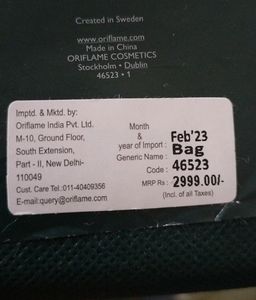 Created in Sweden
www.oriflame.com
Made in China
ORIFLAME COSMETICS
Stockholm • Dublin
46523 • 1
Imptd. & Mktd. by:
Oriflame India Pvt. Ltd.
M-10, Ground Floor,
South Extension,
Part - II, New Delhi-
110049
Cust. Care Tel.:011-40409356
E-mail:query@oriflame.com
Month
&
year of Import : Feb'23
Generic Name : Bag
Code : 46523
MRP Rs : 2999.00/-
(Incl. of all Taxes)